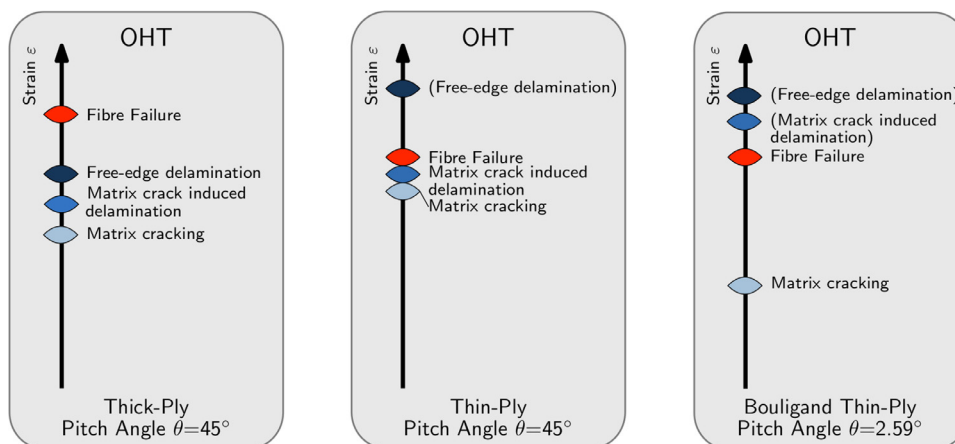 OHT
Strain ε
Fibre Failure
Free-edge delamination
Matrix crack induced
delamination
Matrix cracking
Thick-Ply
Pitch Angle θ=45°
OHT
Strain ε
(Free-edge delamination)
Fibre Failure
Matrix crack induced
delamination
Matrix cracking
Thin-Ply
Pitch Angle θ=45°
OHT
Strain ε
(Free-edge delamination)
(Matrix crack induced
delamination)
Fibre Failure
Matrix cracking
Bouligand Thin-Ply
Pitch Angle θ=2.59°